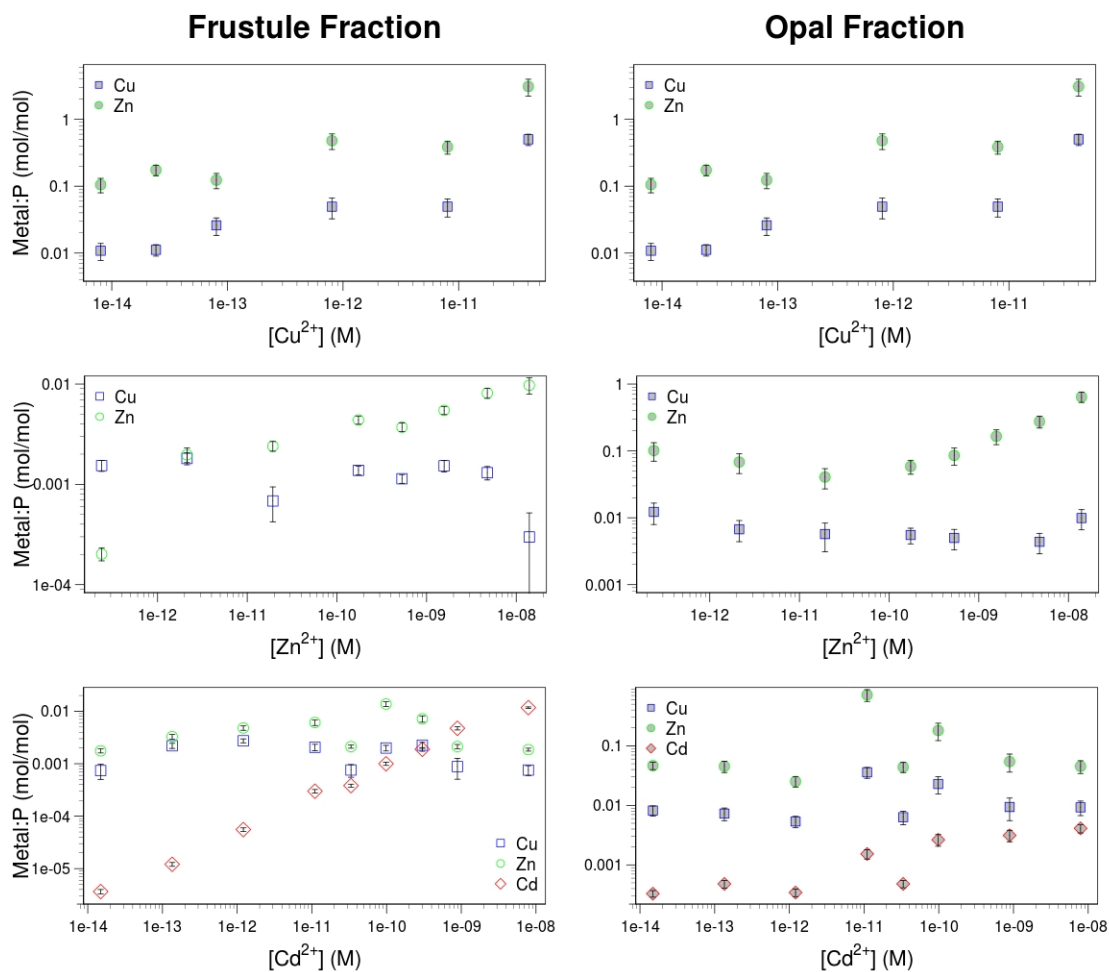 Frustule Fraction
Opal Fraction
Metal:P (mol/mol)
Cu
Zn
1
0.1
0.01
1e-14 1e-13 1e-12 1e-11
[Cu2+] (M)
Cu
Zn
1
0.1
0.01
1e-14 1e-13 1e-12 1e-11
[Cu2+] (M)
Metal:P (mol/mol)
Cu
Zn
0.01
0.001
1e-04
1e-12 1e-11 1e-10 1e-09 1e-08
[Zn2+] (M)
Cu
Zn
1
0.1
0.01
0.001
1e-12 1e-11 1e-10 1e-09 1e-08
[Zn2+] (M)
Metal:P (mol/mol)
0.01
0.001
1e-04
1e-05
Cu
Zn
Cd
1e-14 1e-13 1e-12 1e-11 1e-10 1e-09 1e-08
[Cd2+] (M)
Cu
Zn
Cd
0.1
0.01
0.001
1e-14 1e-13 1e-12 1e-11 1e-10 1e-09 1e-08
[Cd2+] (M)